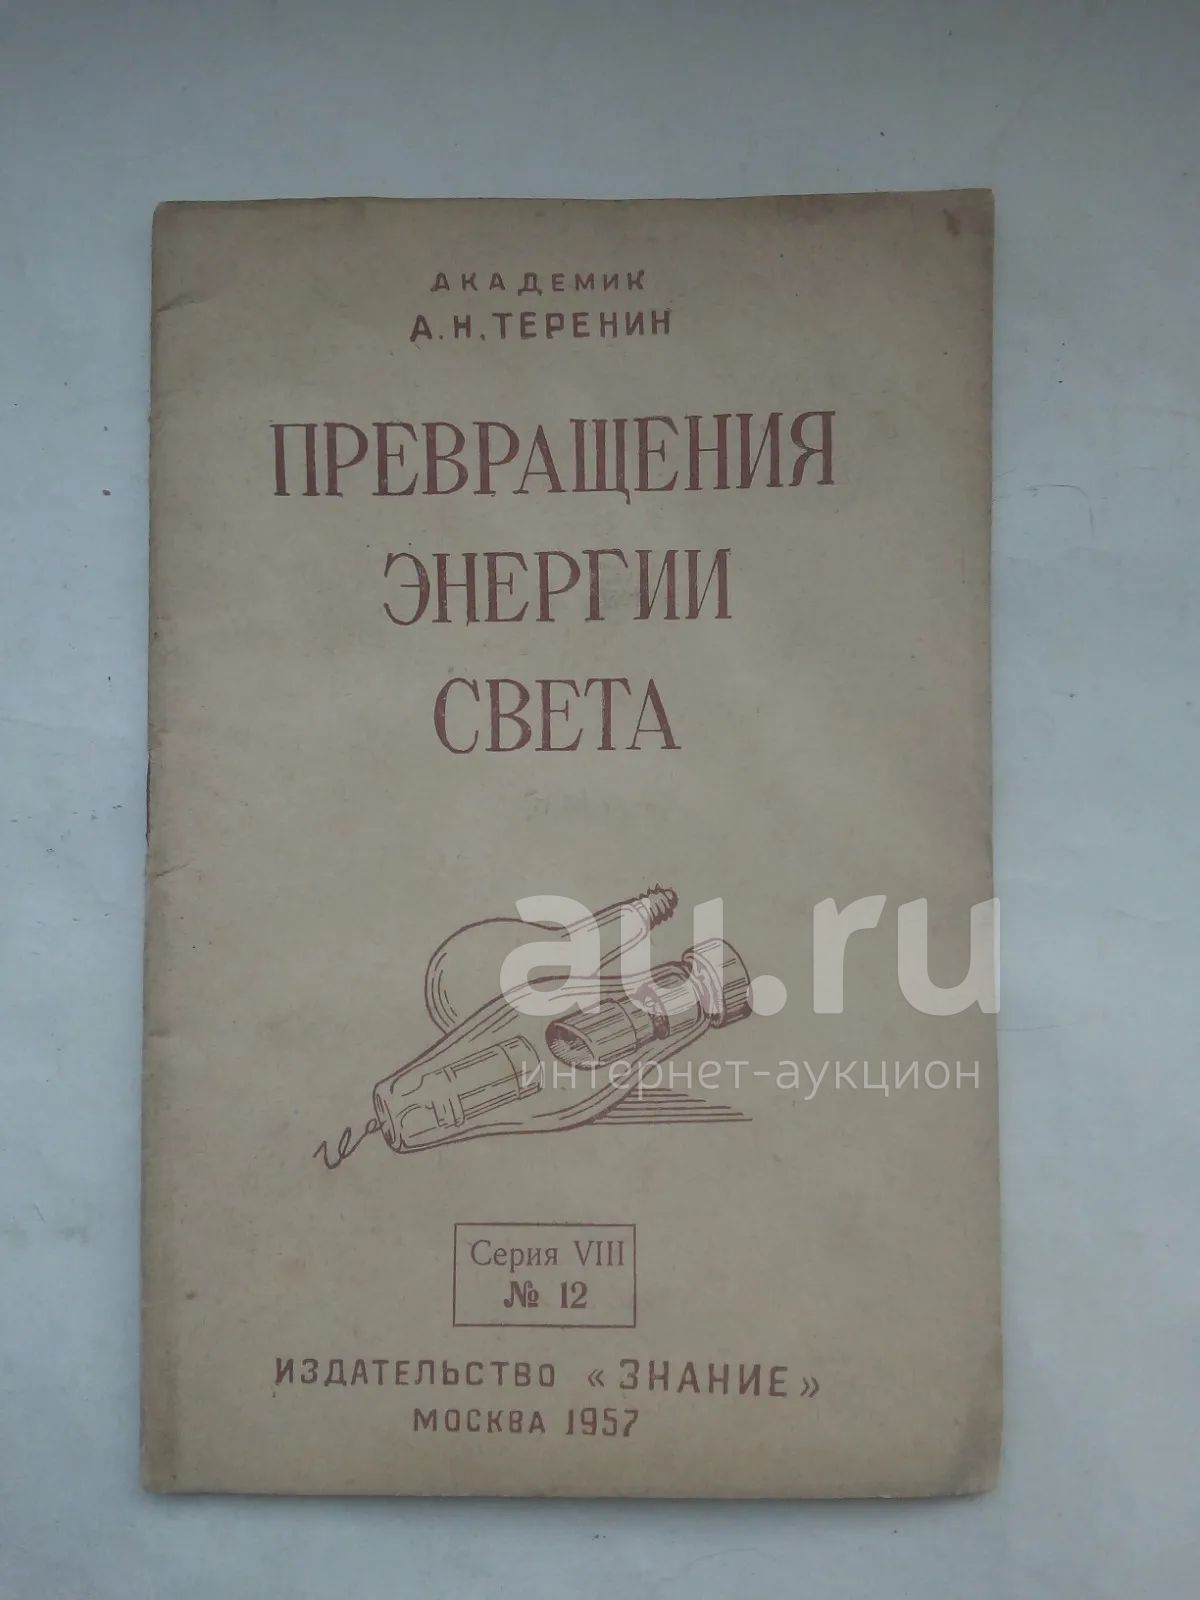 АКАДЕМИК
А.Н.ТЕРЕНИН
ПРЕВРАЩЕНИЯ
ЭНЕРГИИ
СВЕТА
au.ru
интернет-аукцион
Серия VIII
№ 12
ИЗДАТЕЛЬСТВО «ЗНАНИЕ»
МОСКВА 1957